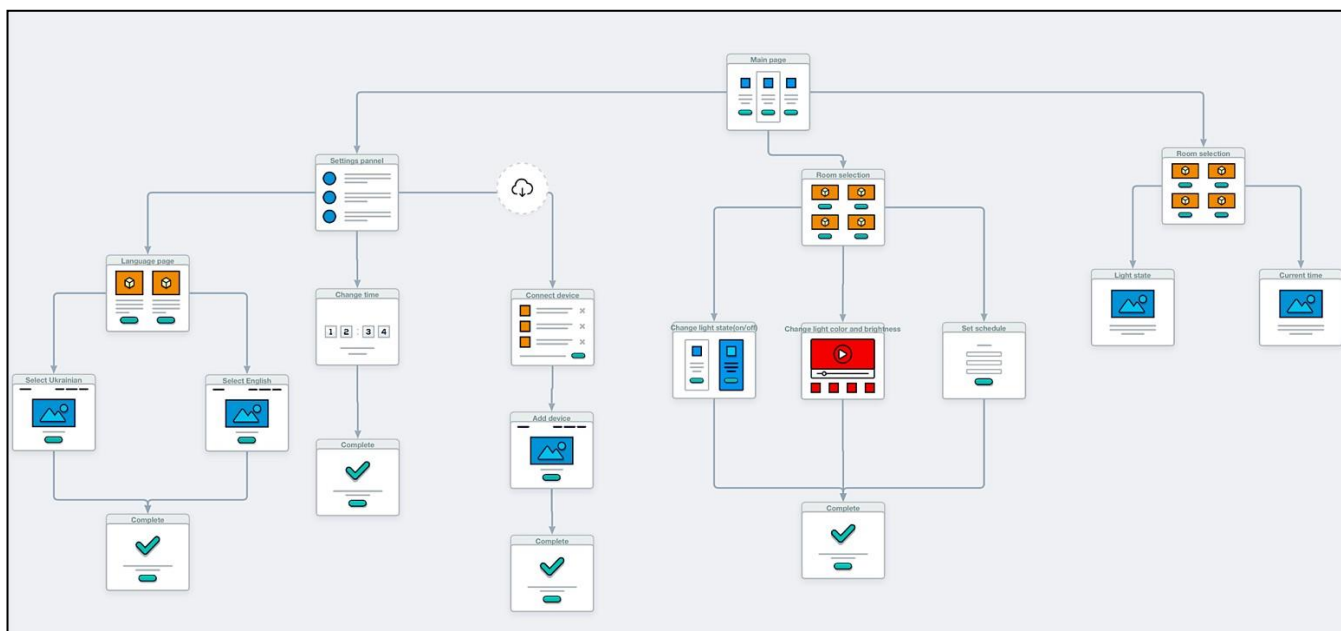 Main page
Settings pannel
Room selection
Room selection
Language page
Change time
Connect device
Light state
Current time
1 2 : 3 4
Change light state(on/off)
Change light color and brightness
Set schedule
Select Ukrainian
Select English
Add device
Complete
Complete
Complete
Complete